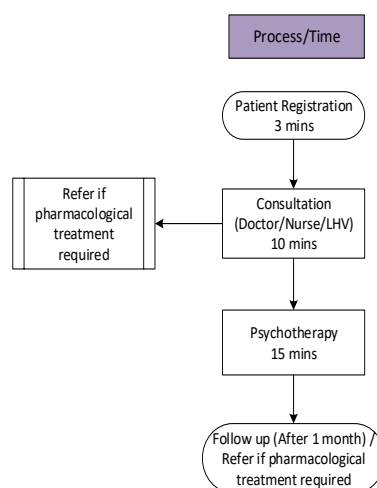 Process/Time
Patient Registration
3 mins
Refer if
pharmacological
treatment
required
Consultation
(Doctor/Nurse/LHV)
10 mins
Psychotherapy
15 mins
Follow up (After 1 month) /
Refer if pharmacological
treatment required